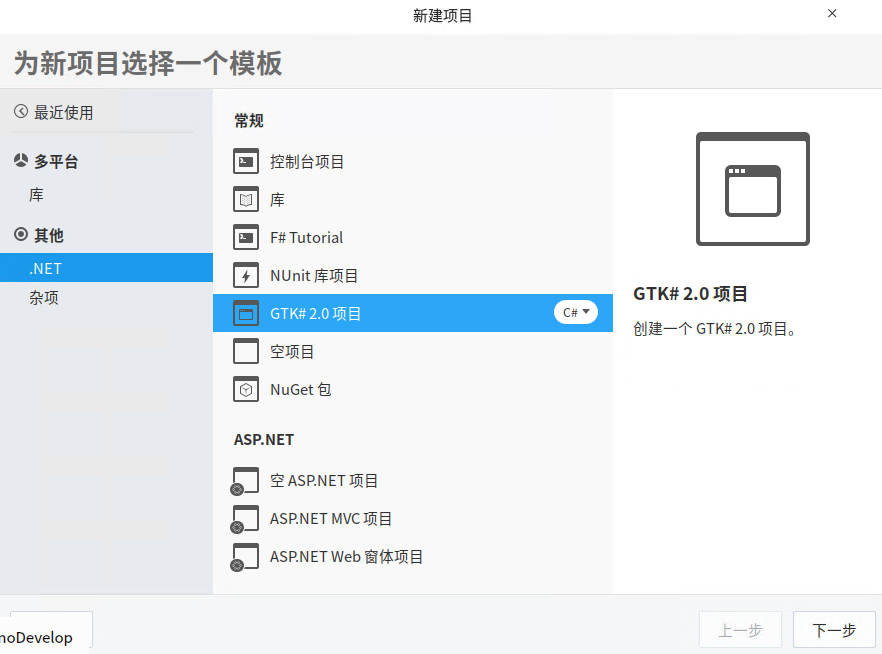 新建项目
为新项目选择一个模板
最近使用
多平台
库
其他
.NET
杂项
常规
控制台项目
库
F# Tutorial
NUnit 库项目
GTK# 2.0 项目
C#
空项目
NuGet 包
ASP.NET
空 ASP.NET 项目
ASP.NET MVC 项目
ASP.NET Web 窗体项目
GTK# 2.0 项目
创建一个 GTK# 2.0 项目。
noDevelop
上一步
下一步